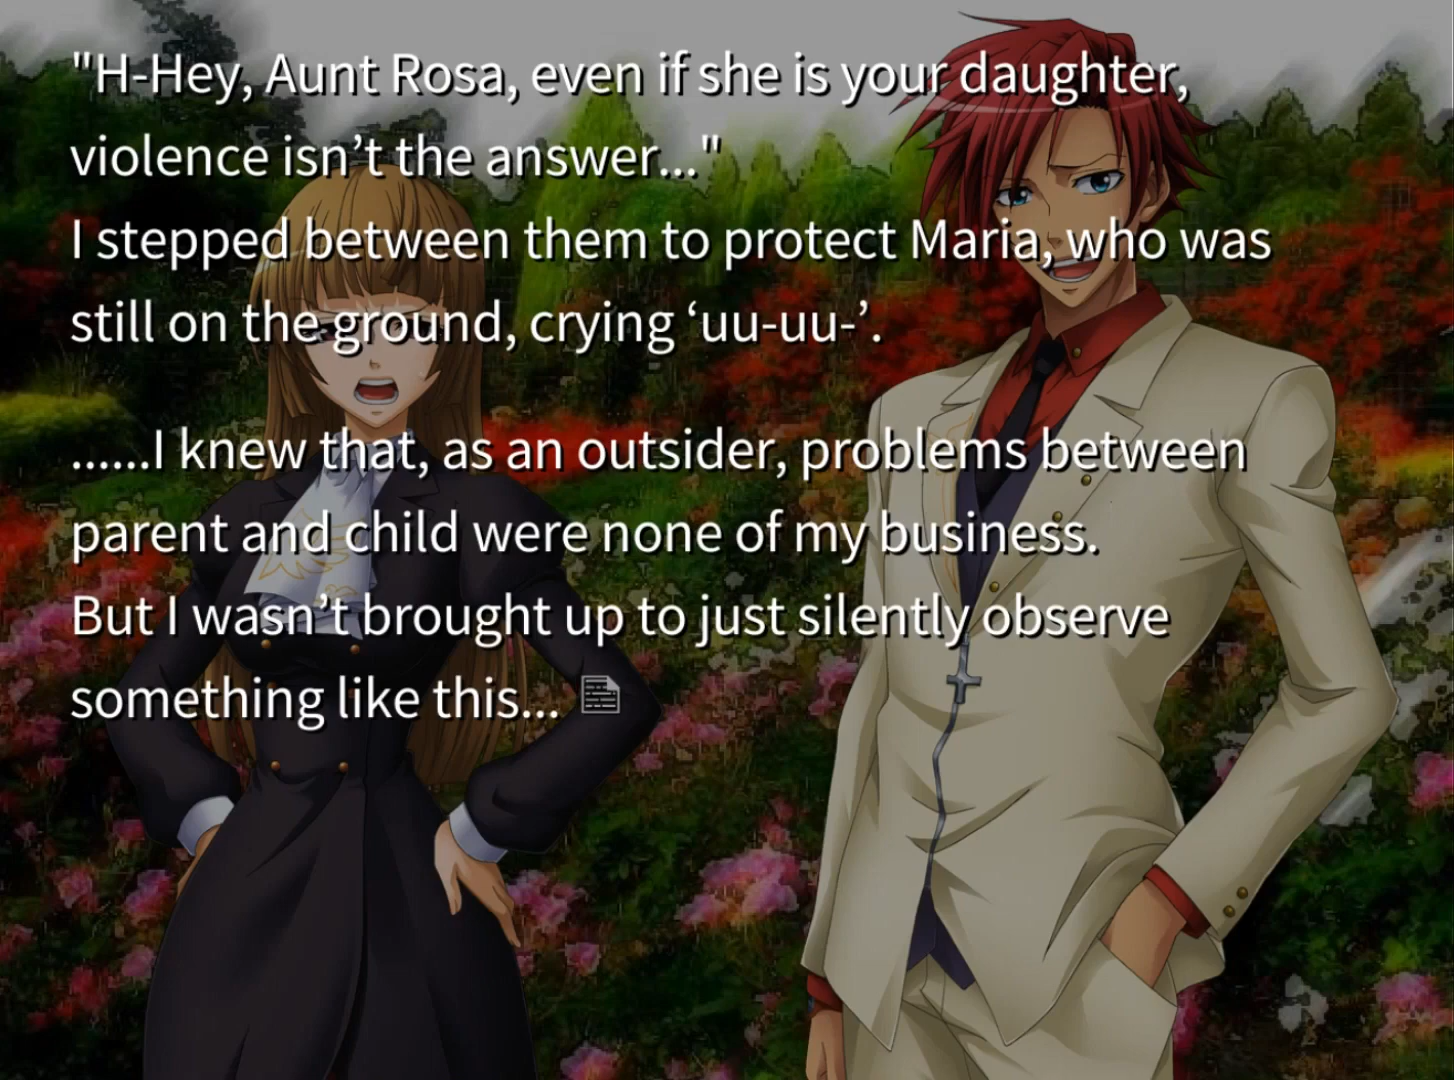 "H-Hey, Aunt Rosa, even if she is your daughter,
violence isn’t the answer..."
I stepped between them to protect Maria, who was
still on the ground, crying ‘uu-uu-’.
......I knew that, as an outsider, problems between
parent and child were none of my business.
But I wasn’t brought up to just silently observe
something like this...